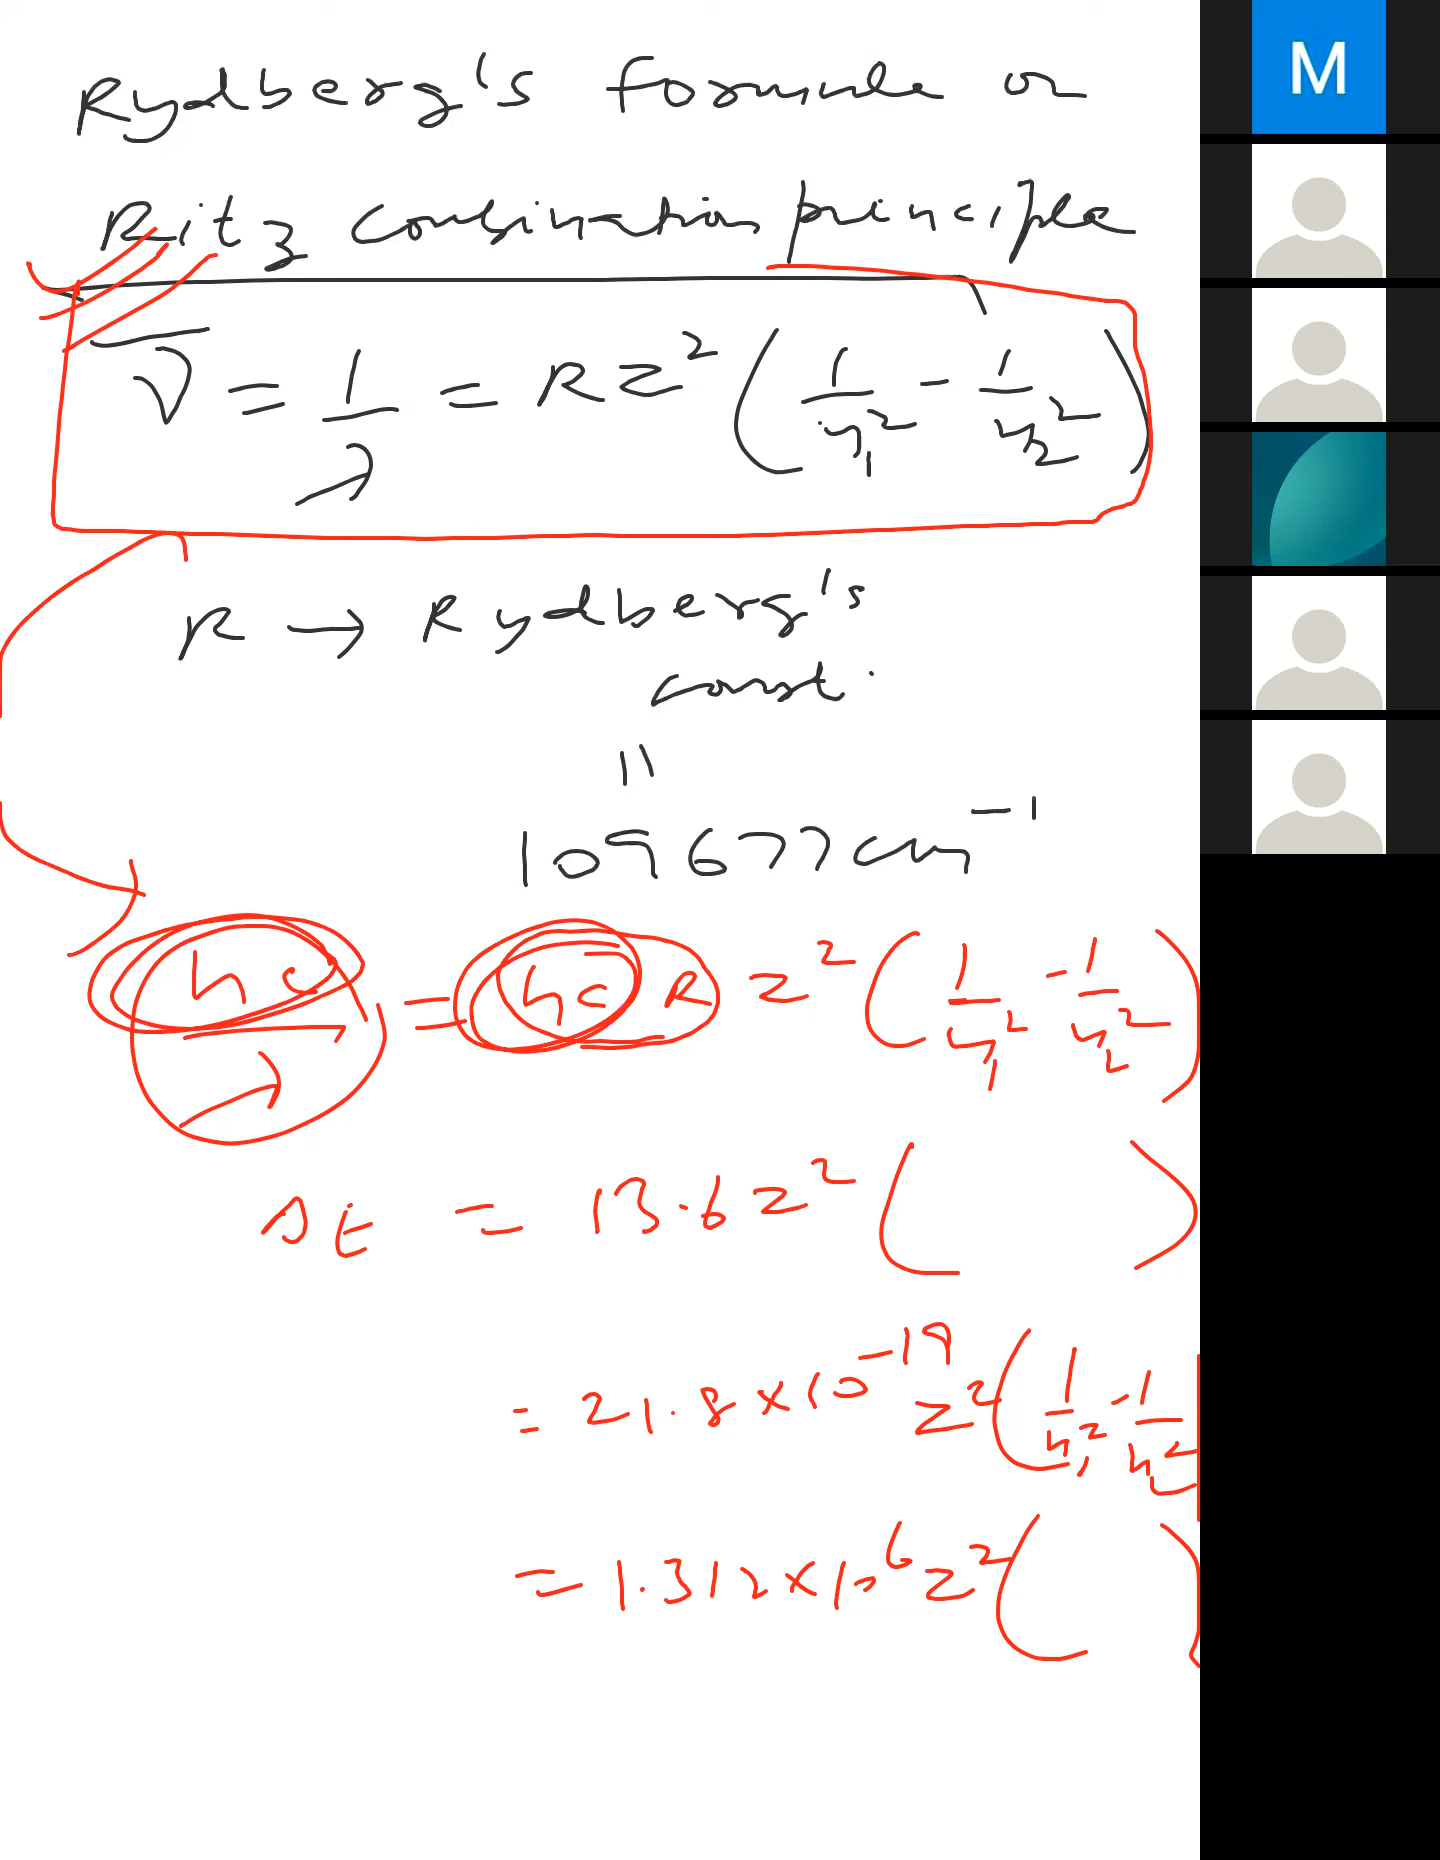 Rydberg's formula or
Ritz combination principle
ν̅ = 1/λ = RZ² (1/n₁² - 1/n₂²)
R → Rydberg's
const.
||
109677 cm⁻¹
hc/λ = hc R Z² (1/n₁² - 1/n₂²)
ΔE = 13.6 Z² ( )
= 21.8 × 10⁻¹⁹ Z² (1/n₁² - 1/n₂²
= 1.312 × 10⁶ Z² ( )
M